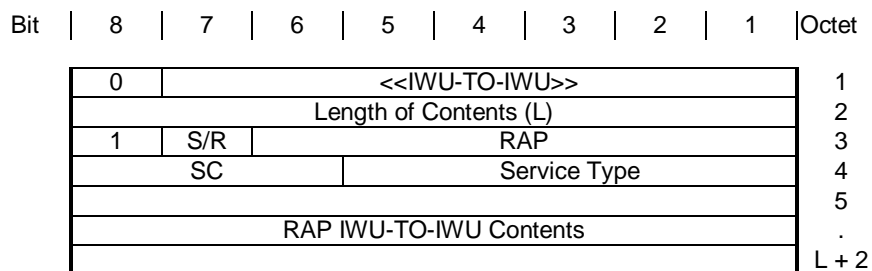 Bit | 8 | 7 | 6 | 5 | 4 | 3 | 2 | 1 | Octet
0 <<IWU-TO-IWU>> 1
Length of Contents (L) 2
1 S/R RAP 3
SC Service Type 4
5
RAP IWU-TO-IWU Contents .
L + 2